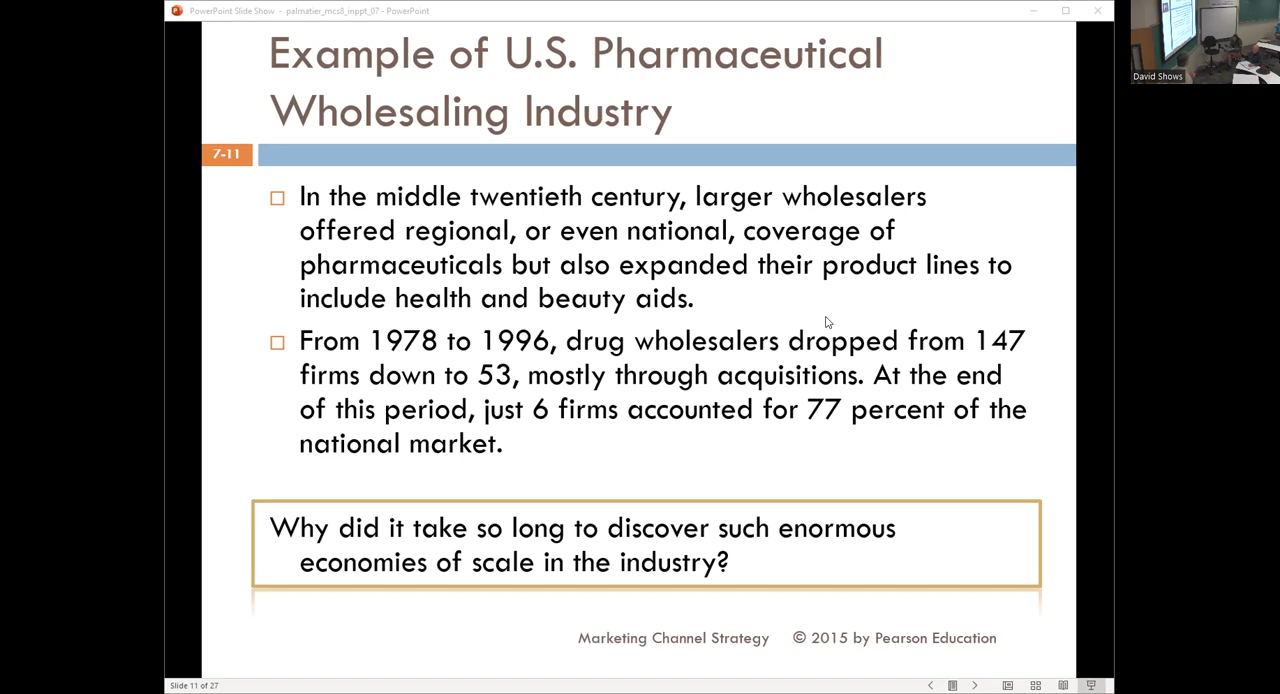 PowerPoint Slide Show - palmatier_mcs8_inppt_07 - PowerPoint
David Shows
Example of U.S. Pharmaceutical
Wholesaling Industry
7-11
In the middle twentieth century, larger wholesalers
offered regional, or even national, coverage of
pharmaceuticals but also expanded their product lines to
include health and beauty aids.
From 1978 to 1996, drug wholesalers dropped from 147
firms down to 53, mostly through acquisitions. At the end
of this period, just 6 firms accounted for 77 percent of the
national market.
Why did it take so long to discover such enormous
economies of scale in the industry?
Marketing Channel Strategy © 2015 by Pearson Education
Slide 11 of 27